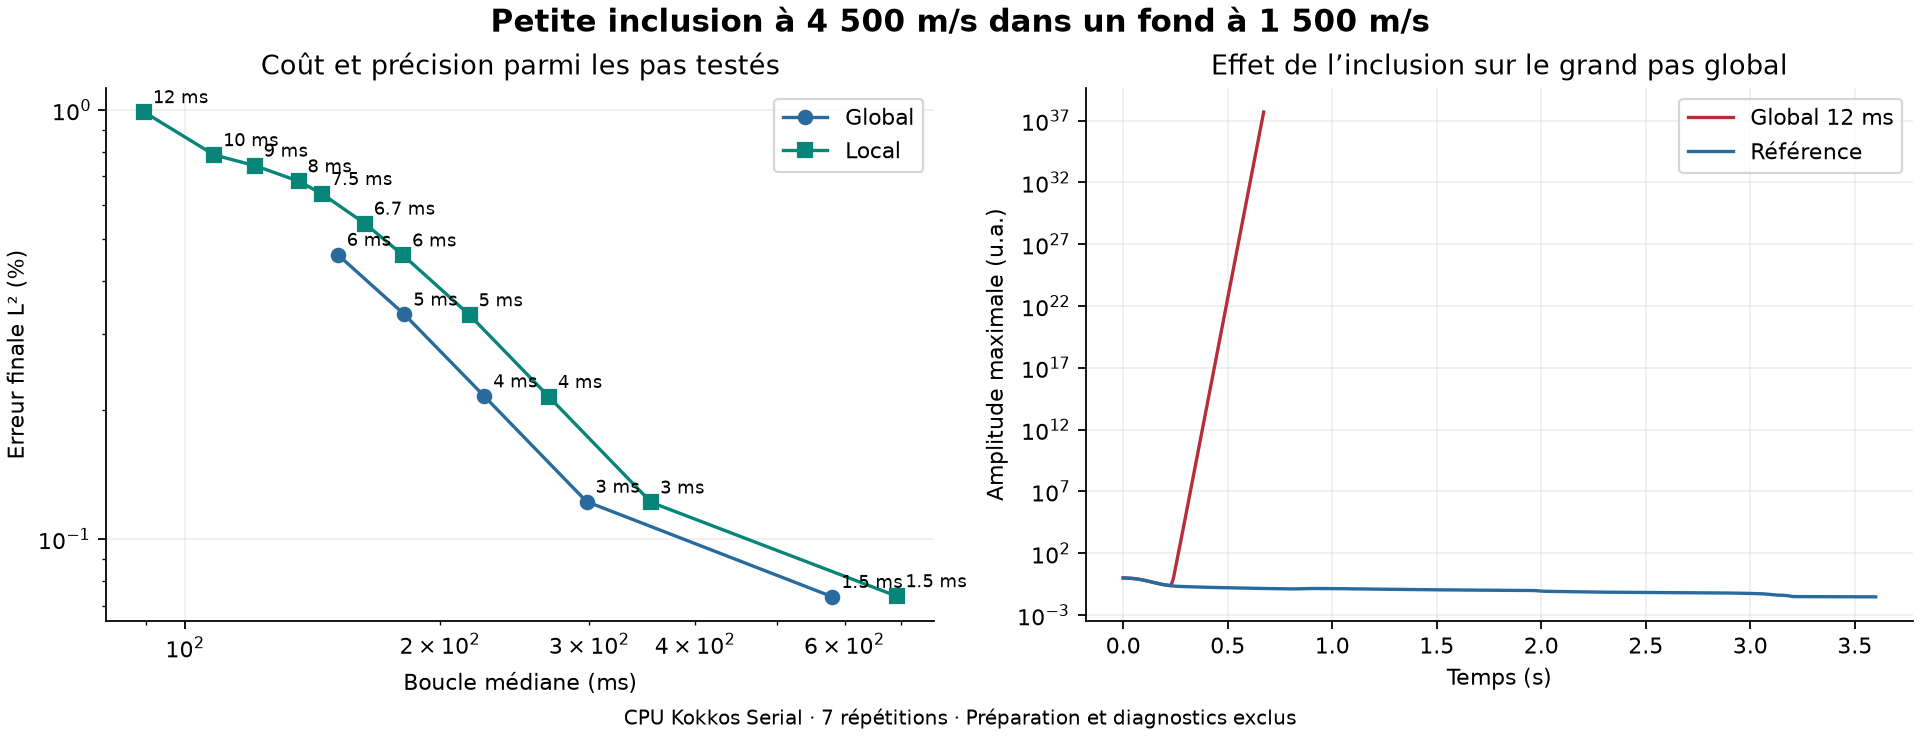 Petite inclusion à 4 500 m/s dans un fond à 1 500 m/s
Coût et précision parmi les pas testés
Erreur finale L² (%)
10⁰
10⁻¹
12 ms
10 ms
9 ms
8 ms
7.5 ms
6.7 ms
6 ms
6 ms
5 ms
5 ms
4 ms
4 ms
3 ms
3 ms
1.5 ms
1.5 ms
Global
Local
10²
2 × 10²
3 × 10²
4 × 10²
6 × 10²
Boucle médiane (ms)
Effet de l’inclusion sur le grand pas global
Amplitude maximale (u.a.)
10³⁷
10³²
10²⁷
10²²
10¹⁷
10¹²
10⁷
10²
10⁻³
Global 12 ms
Référence
0.0
0.5
1.0
1.5
2.0
2.5
3.0
3.5
Temps (s)
CPU Kokkos Serial · 7 répétitions · Préparation et diagnostics exclus